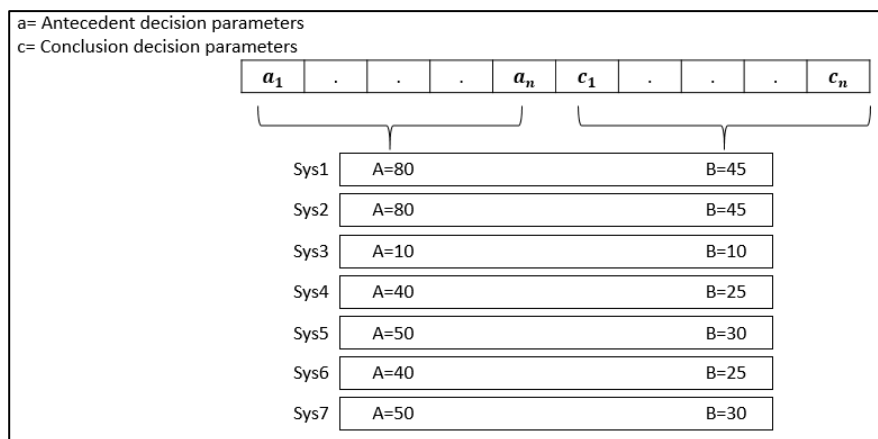 a= Antecedent decision parameters
c= Conclusion decision parameters
a₁ . . . aₙ c₁ . . . cₙ
Sys1 A=80 B=45
Sys2 A=80 B=45
Sys3 A=10 B=10
Sys4 A=40 B=25
Sys5 A=50 B=30
Sys6 A=40 B=25
Sys7 A=50 B=30